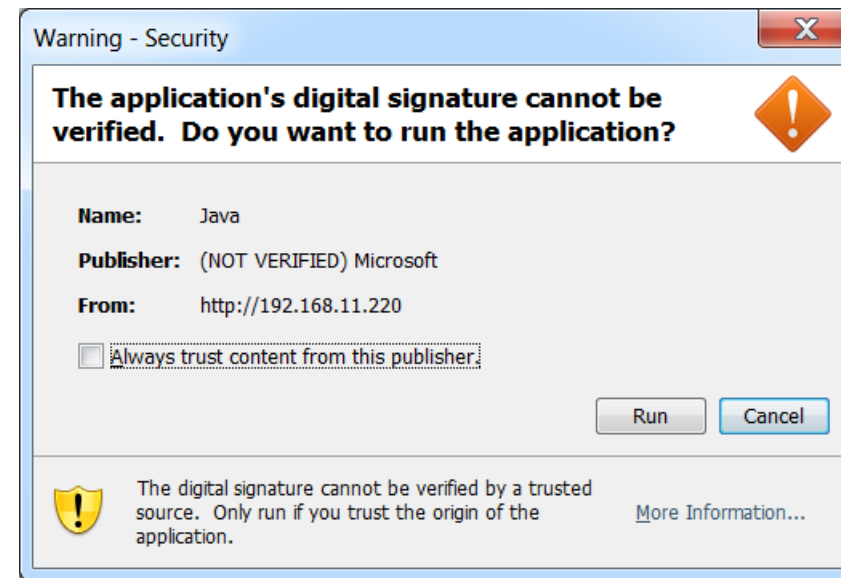 Warning - Security
The application's digital signature cannot be
verified.  Do you want to run the application?
Name: Java
Publisher: (NOT VERIFIED) Microsoft
From: http://192.168.11.220
Always trust content from this publisher.
Run Cancel
The digital signature cannot be verified by a trusted
source.  Only run if you trust the origin of the
application.
More Information...